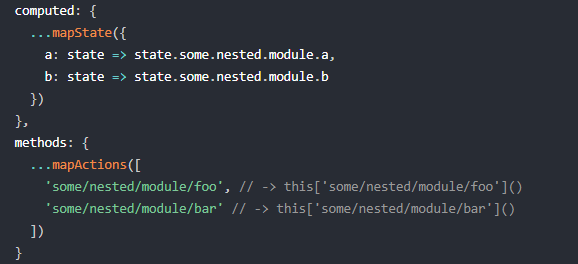 computed: {
  ...mapState({
    a: state => state.some.nested.module.a,
    b: state => state.some.nested.module.b
  })
},
methods: {
  ...mapActions([
    'some/nested/module/foo', // -> this['some/nested/module/foo']()
    'some/nested/module/bar' // -> this['some/nested/module/bar']()
  ])
}